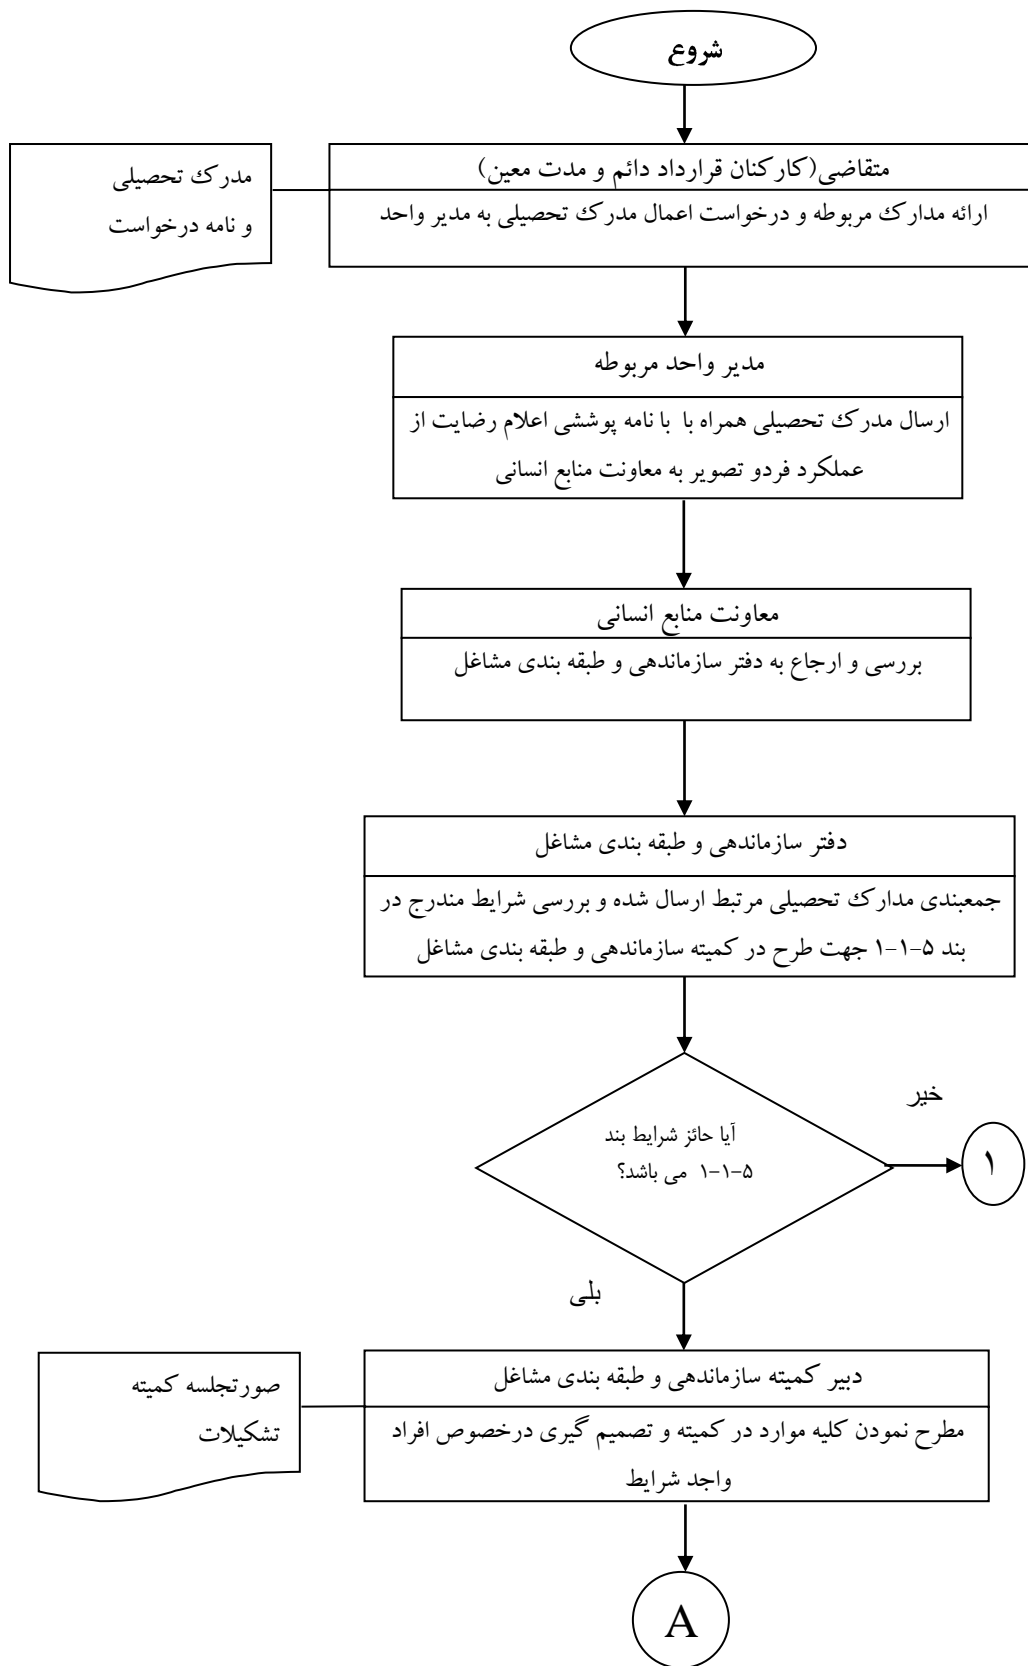 شروع
متقاضی(کارکنان قرارداد دائم و مدت معین)
ارائه مدارک مربوطه و درخواست اعمال مدرک تحصیلی به مدیر واحد
مدرک تحصیلی
و نامه درخواست
مدیر واحد مربوطه
ارسال مدرک تحصیلی همراه با با نامه پوششی اعلام رضایت از
عملکرد فردو تصویر به معاونت منابع انسانی
معاونت منابع انسانی
بررسی و ارجاع به دفتر سازماندهی و طبقه بندی مشاغل
دفتر سازماندهی و طبقه بندی مشاغل
جمعبندی مدارک تحصیلی مرتبط ارسال شده و بررسی شرایط مندرج در
بند ۵-۱-۱ جهت طرح در کمیته سازماندهی و طبقه بندی مشاغل
آیا حائز شرایط بند
۵-۱-۱ می باشد؟
خیر
۱
بلی
دبیر کمیته سازماندهی و طبقه بندی مشاغل
مطرح نمودن کلیه موارد در کمیته و تصمیم گیری درخصوص افراد
واجد شرایط
صورتجلسه کمیته
تشکیلات
A